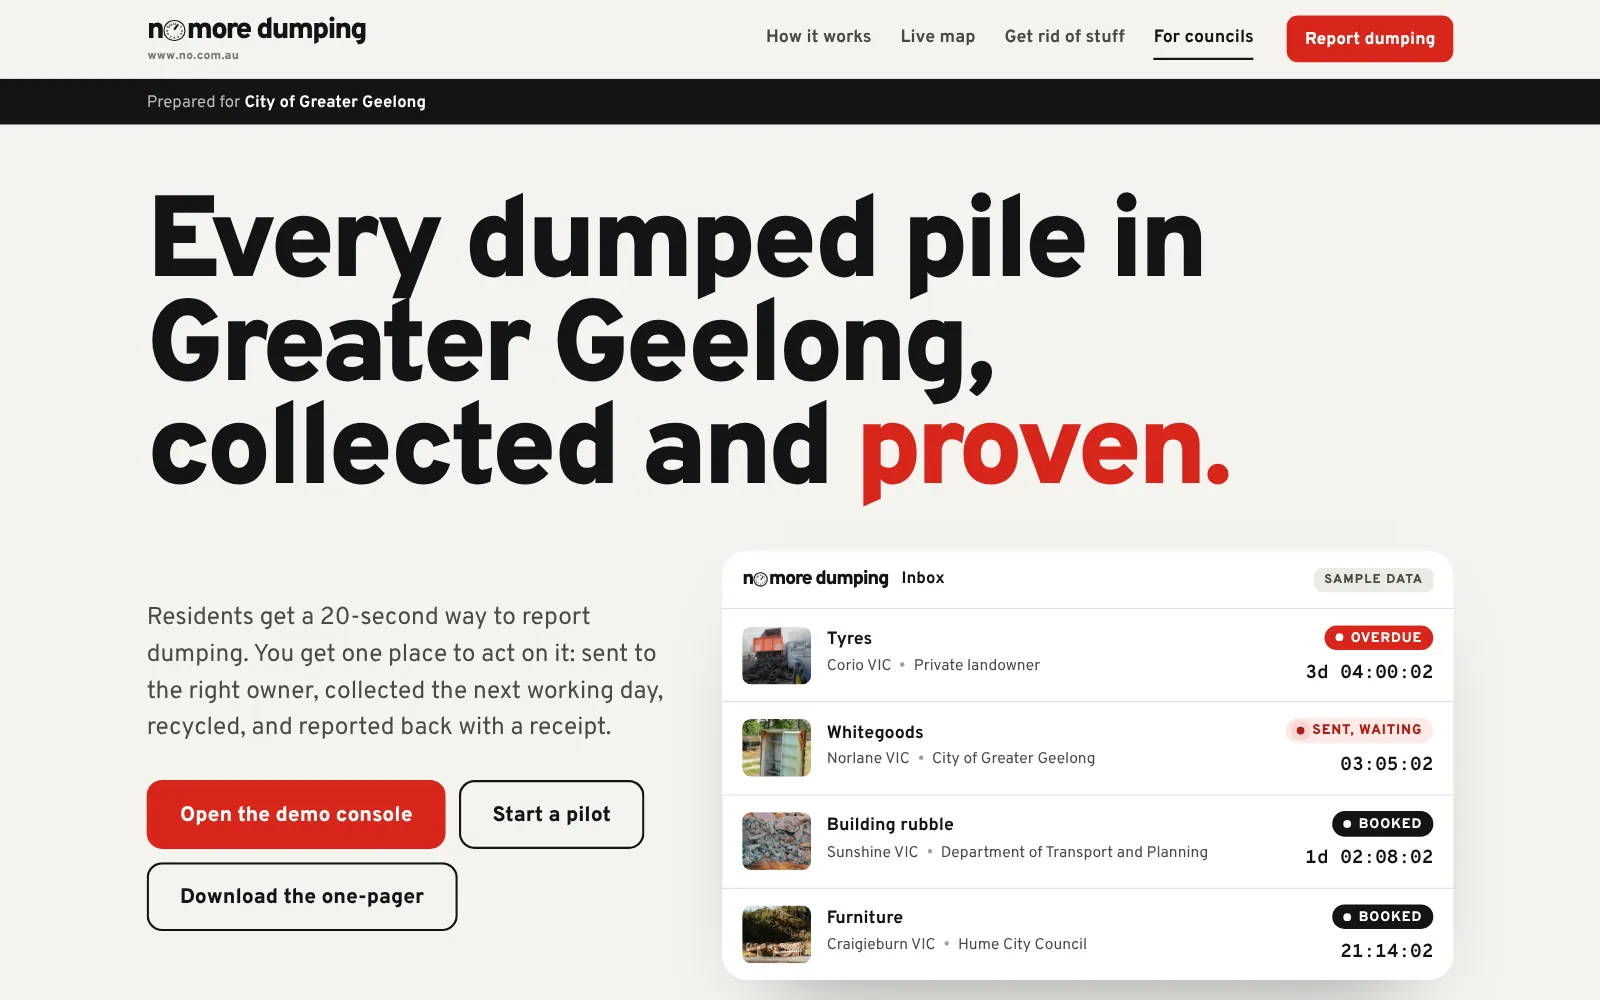 nomore dumping
www.no.com.au
How it works
Live map
Get rid of stuff
For councils
Report dumping
Prepared for City of Greater Geelong
Every dumped pile in
Greater Geelong,
collected and proven.
Residents get a 20-second way to report
dumping. You get one place to act on it: sent to
the right owner, collected the next working day,
recycled, and reported back with a receipt.
Open the demo console
Start a pilot
Download the one-pager
nomore dumping Inbox
SAMPLE DATA
Tyres
Corio VIC • Private landowner
OVERDUE
3d 04:00:02
Whitegoods
Norlane VIC • City of Greater Geelong
SENT, WAITING
03:05:02
Building rubble
Sunshine VIC • Department of Transport and Planning
BOOKED
1d 02:08:02
Furniture
Craigieburn VIC • Hume City Council
BOOKED
21:14:02